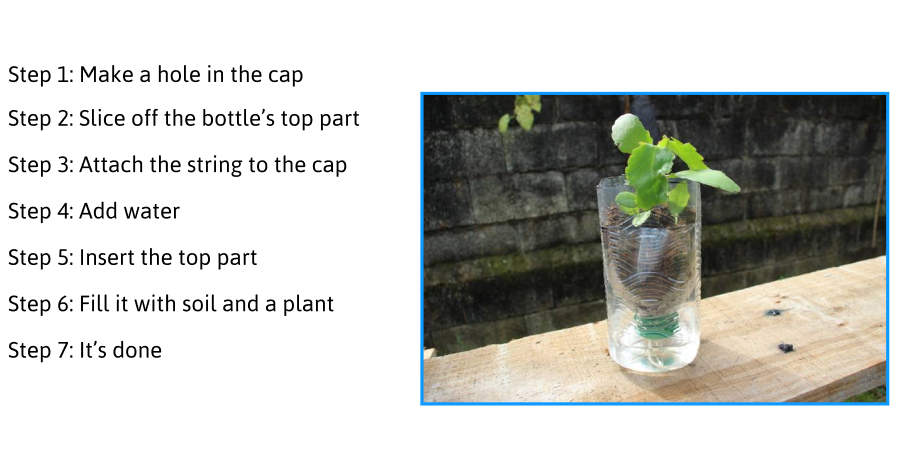 Step 1: Make a hole in the cap
Step 2: Slice off the bottle’s top part
Step 3: Attach the string to the cap
Step 4: Add water
Step 5: Insert the top part
Step 6: Fill it with soil and a plant
Step 7: It’s done